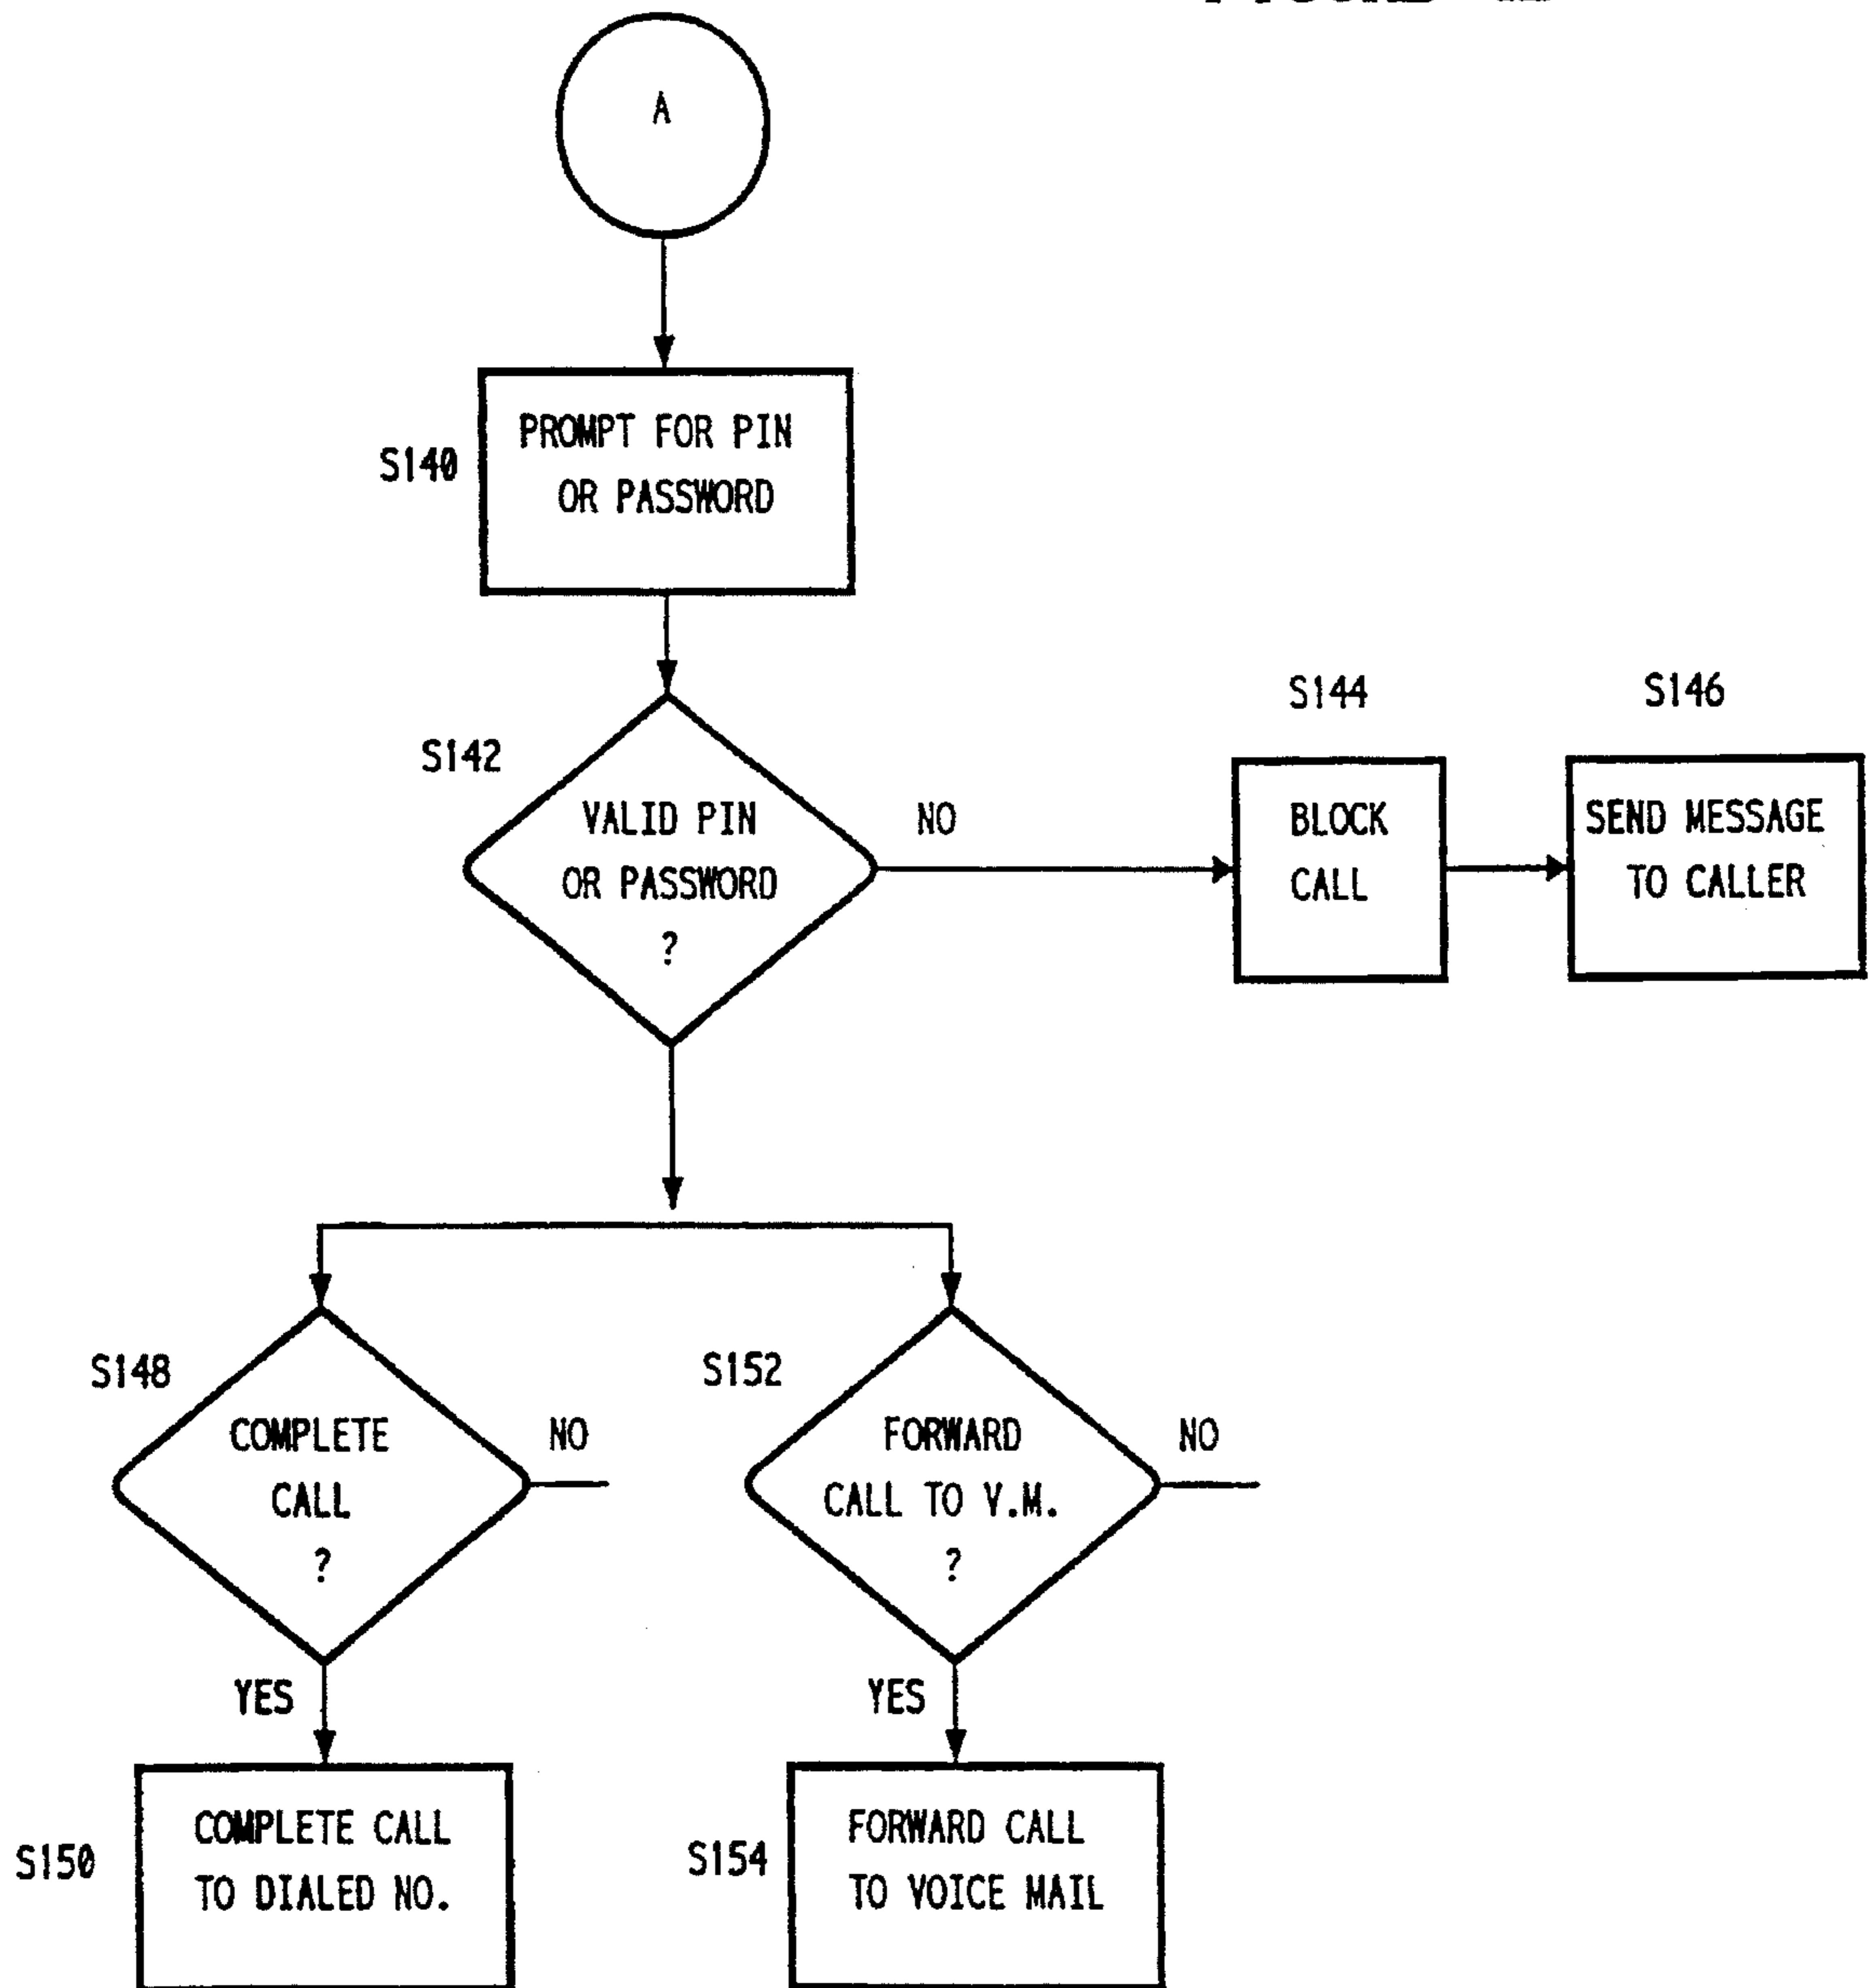 A
S140
PROMPT FOR PIN
OR PASSWORD
S142
VALID PIN
OR PASSWORD
?
NO
S144
BLOCK
CALL
S146
SEND MESSAGE
TO CALLER
S148
COMPLETE
CALL
?
NO
YES
S152
FORWARD
CALL TO V.M.
?
NO
YES
S150
COMPLETE CALL
TO DIALED NO.
S154
FORWARD CALL
TO VOICE MAIL